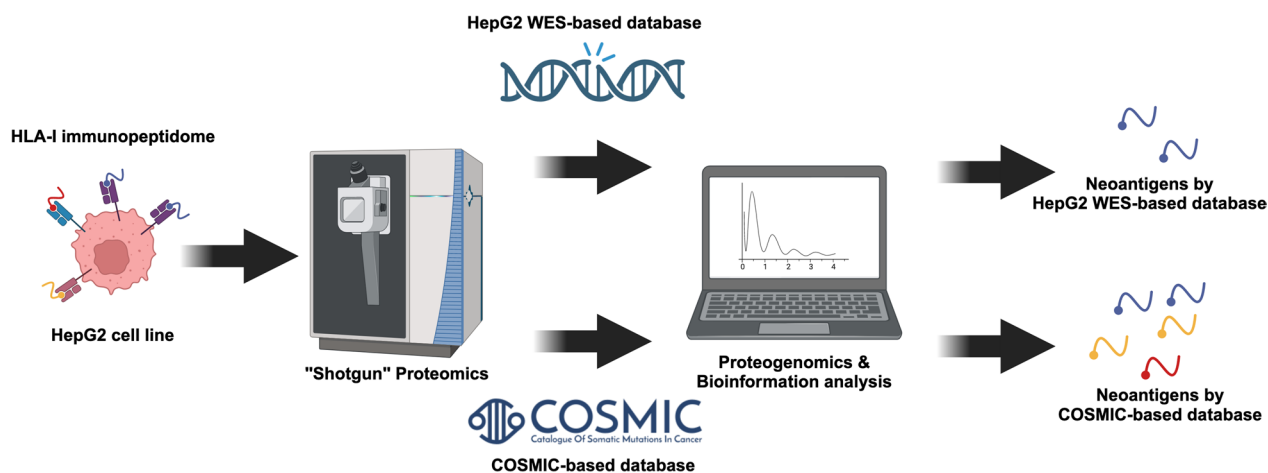 HepG2 WES-based database
HLA-I immunopeptidome
HepG2 cell line
"Shotgun" Proteomics
0 1 2 3 4
Proteogenomics &
Bioinformation analysis
COSMIC
Catalogue Of Somatic Mutations In Cancer
COSMIC-based database
Neoantigens by
HepG2 WES-based database
Neoantigens by
COSMIC-based database